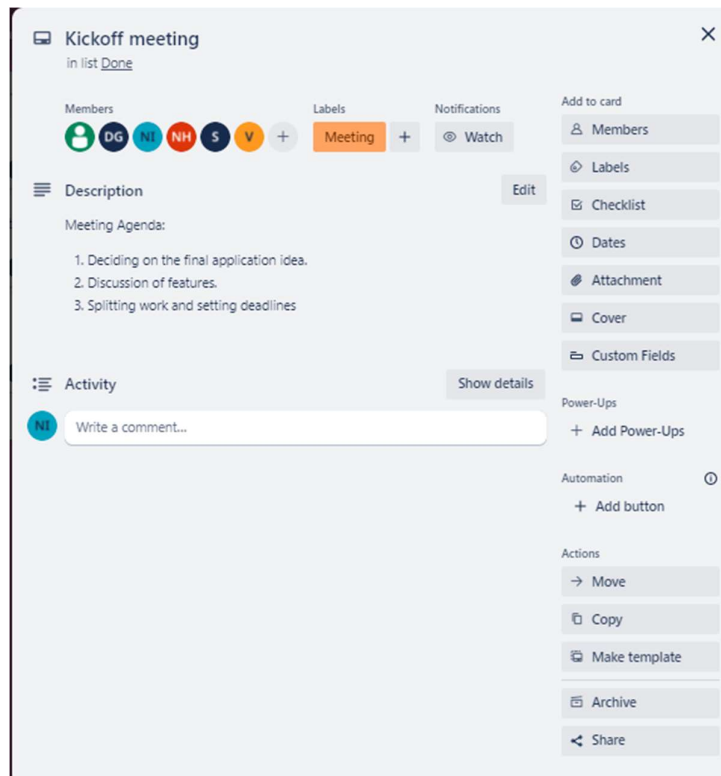 Kickoff meeting
in list Done
Members
DG NI NH S V +
Labels
Meeting +
Notifications
Watch
Description
Edit
Meeting Agenda:
1. Deciding on the final application idea.
2. Discussion of features.
3. Splitting work and setting deadlines
Activity
Show details
NI
Write a comment...
Add to card
Members
Labels
Checklist
Dates
Attachment
Cover
Custom Fields
Power-Ups
+ Add Power-Ups
Automation
+ Add button
Actions
Move
Copy
Make template
Archive
Share